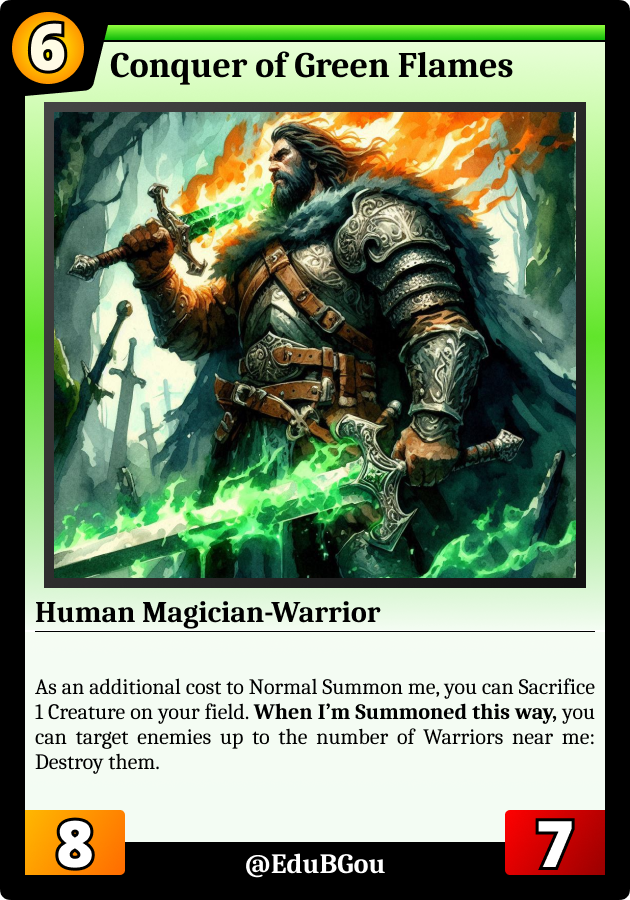 6
Conquer of Green Flames
Human Magician-Warrior
As an additional cost to Normal Summon me, you can Sacrifice
1 Creature on your field. When I’m Summoned this way, you
can target enemies up to the number of Warriors near me:
Destroy them.
8
@EduBGou
7